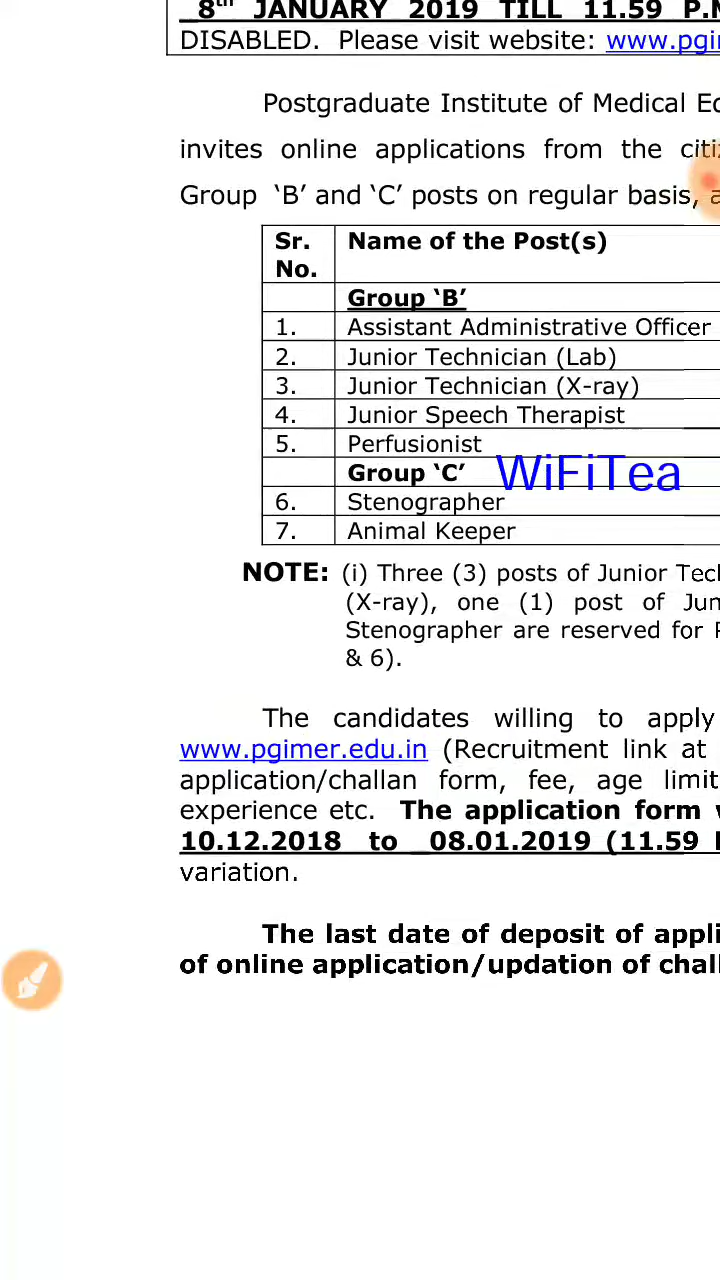 8th JANUARY 2019 TILL 11.59
DISABLED. Please visit website:
Postgraduate Institute of Medical
invites online applications from the
Group ‘B’ and ‘C’ posts on regular basis,
Sr. No. Name of the Post(s)
Group ‘B’
1. Assistant Administrative Officer
2. Junior Technician (Lab)
3. Junior Technician (X-ray)
4. Junior Speech Therapist
5. Perfusionist
Group ‘C’
WiFiTea
6. Stenographer
7. Animal Keeper
NOTE: (i) Three (3) posts of Junior
(X-ray), one (1) post of
Stenographer are reserved for
& 6).
The candidates willing to apply
www.pgimer.edu.in (Recruitment link at
application/challan form, fee, age limit
experience etc. The application form
10.12.2018 to _08.01.2019 (11.59
variation.
The last date of deposit of
of online application/updation of